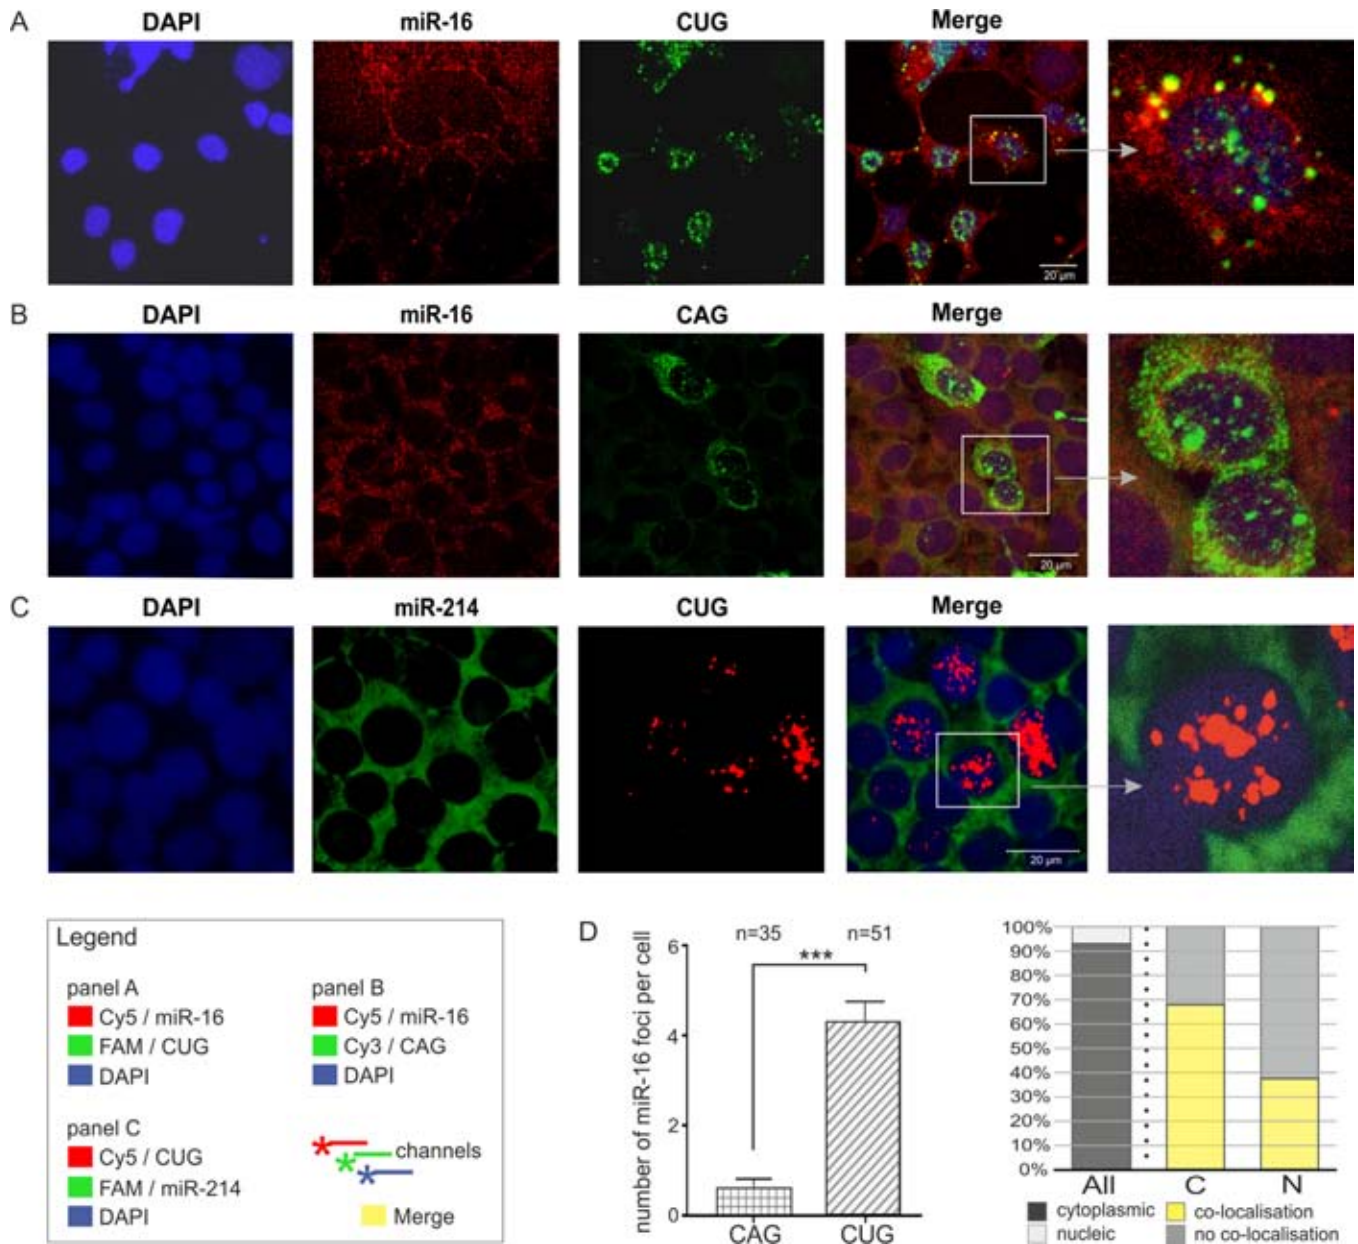 A DAPI miR-16 CUG Merge
20 µm
B DAPI miR-16 CAG Merge
20 µm
C DAPI miR-214 CUG Merge
20 µm
Legend
panel A
Cy5 / miR-16
FAM / CUG
DAPI
panel B
Cy5 / miR-16
Cy3 / CAG
DAPI
panel C
Cy5 / CUG
FAM / miR-214
DAPI
channels
Merge
D
number of miR-16 foci per cell
n=35 n=51
***
6
4
2
0
CAG CUG
100%
90%
80%
70%
60%
50%
40%
30%
20%
10%
0%
All C N
cytoplasmic co-localisation
nucleic no co-localisation